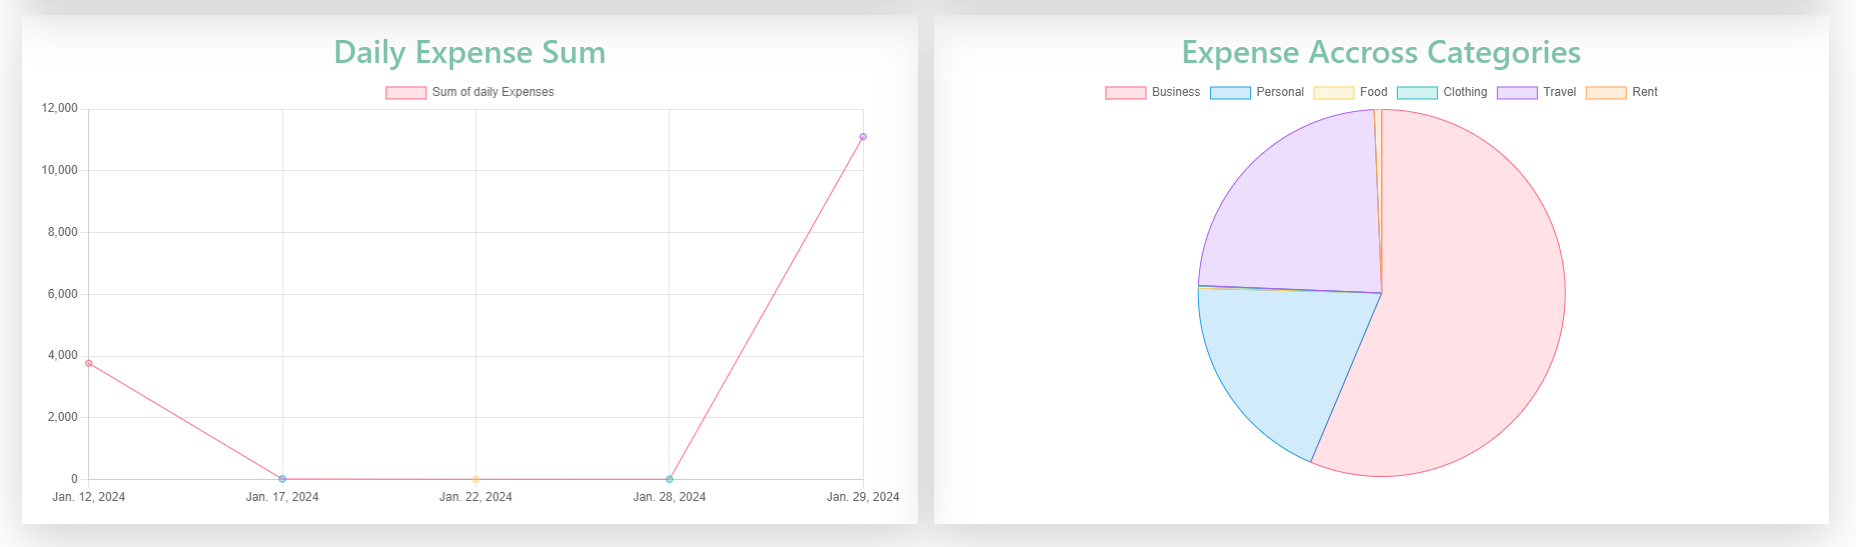 Daily Expense Sum
Sum of daily Expenses
12,000
10,000
8,000
6,000
4,000
2,000
0
Jan. 12, 2024 Jan. 17, 2024 Jan. 22, 2024 Jan. 28, 2024 Jan. 29, 2024
Expense Accross Categories
Business Personal Food Clothing Travel Rent